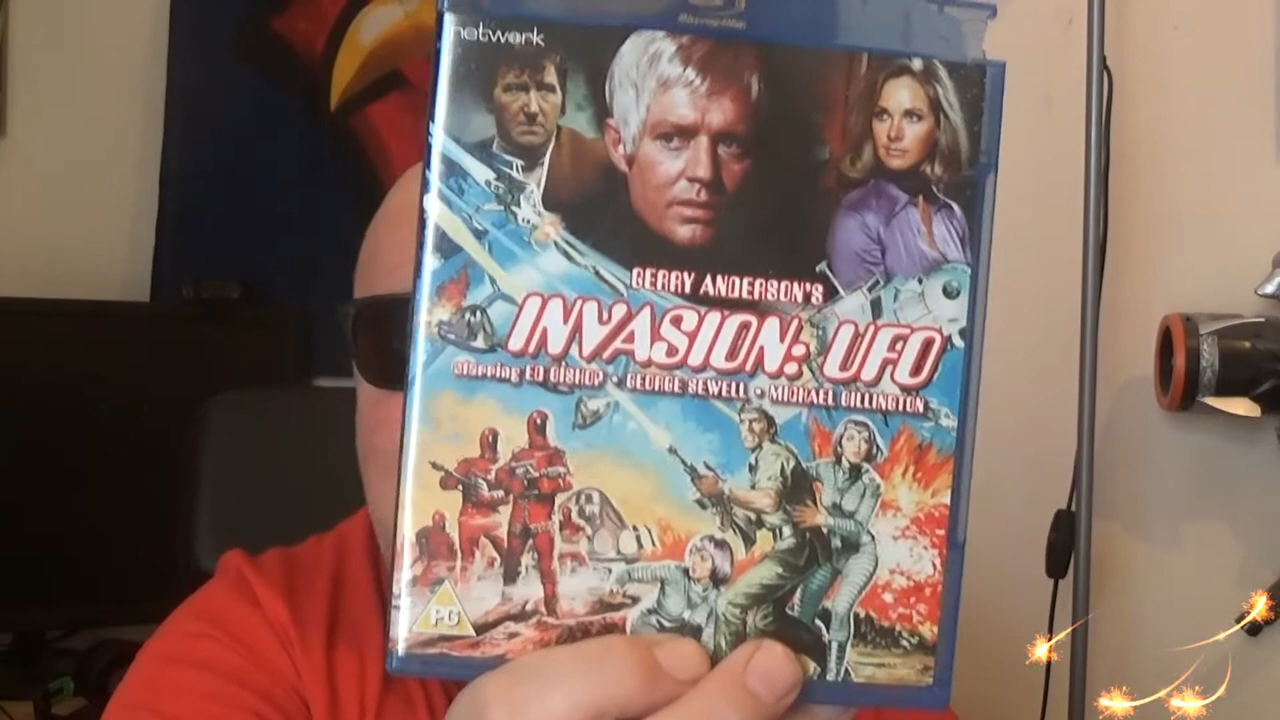 network
GERRY ANDERSON'S
INVASION: UFO
starring ED BISHOP • GEORGE SEWELL • MICHAEL BILLINGTON
PG